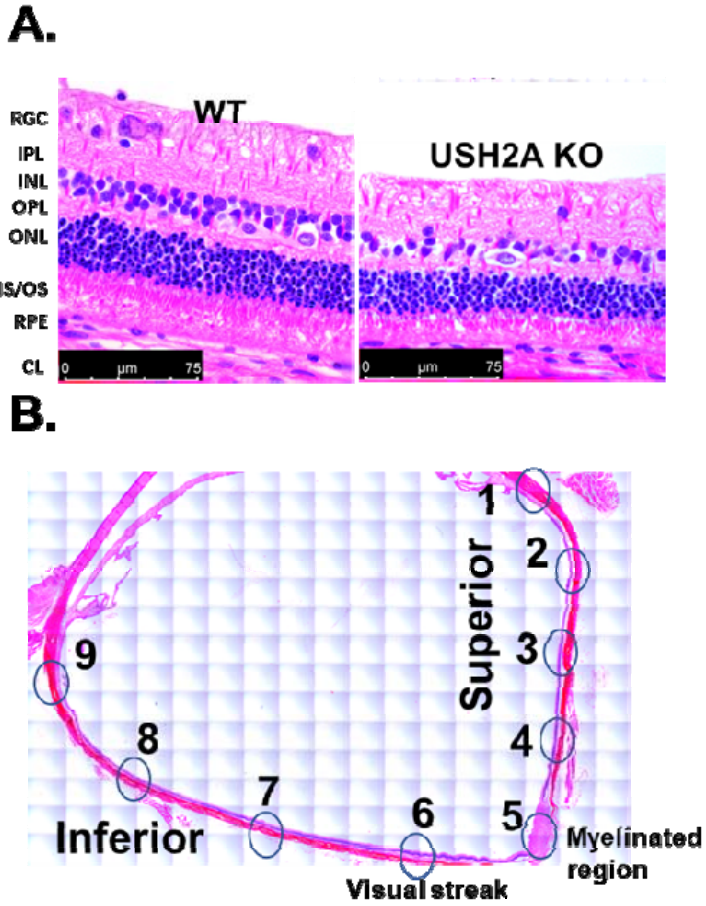 A.
WT
USH2A KO
RGC
IPL
INL
OPL
ONL
IS/OS
RPE
CL
0 µm 75
0 µm 75
B.
1
2
Superior
3
4
5
Myelinated
region
6
Visual streak
7
8
9
Inferior